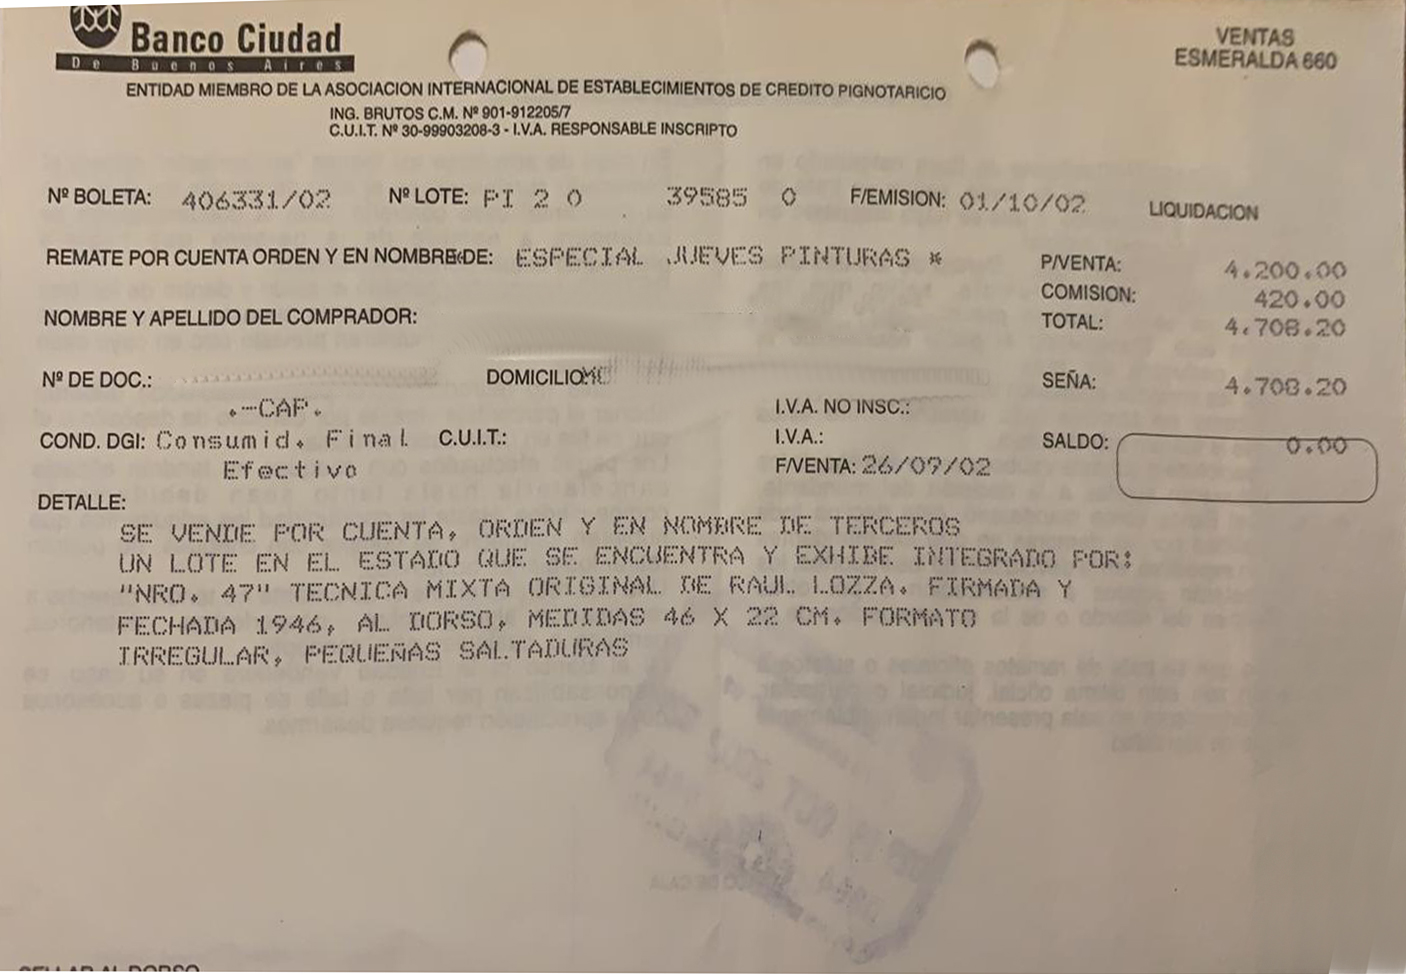 Banco Ciudad
De Buenos Aires
VENTAS
ESMERALDA 660
ENTIDAD MIEMBRO DE LA ASOCIACION INTERNACIONAL DE ESTABLECIMIENTOS DE CREDITO PIGNOTARICIO
ING. BRUTOS C.M. Nº 901-912205/7
C.U.I.T. Nº 30-99903208-3 - I.V.A. RESPONSABLE INSCRIPTO
Nº BOLETA: 406331/02 Nº LOTE: PI 2 0 39585 0 F/EMISION: 01/10/02 LIQUIDACION
REMATE POR CUENTA ORDEN Y EN NOMBRE DE: ESPECIAL JUEVES PINTURAS *
P/VENTA: 4.200.00
COMISION: 420.00
NOMBRE Y APELLIDO DEL COMPRADOR:
TOTAL: 4.708.20
Nº DE DOC.: DOMICILIO:
SEÑA: 4.708.20
.-CAP.
I.V.A. NO INSC.:
COND. DGI: Consumid. Final C.U.I.T.:
I.V.A.:
SALDO: 0.00
Efectivo
F/VENTA: 26/09/02
DETALLE:
SE VENDE POR CUENTA, ORDEN Y EN NOMBRE DE TERCEROS
UN LOTE EN EL ESTADO QUE SE ENCUENTRA Y EXHIBE INTEGRADO POR:
"NRO. 47" TECNICA MIXTA ORIGINAL DE RAUL LOZZA. FIRMADA Y
FECHADA 1946, AL DORSO, MEDIDAS 46 X 22 CM. FORMATO
IRREGULAR, PEQUEÑAS SALTADURAS